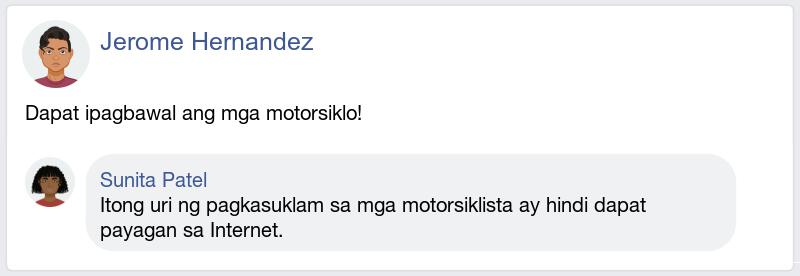 Jerome Hernandez
Dapat ipagbawal ang mga motorsiklo!
Sunita Patel
Itong uri ng pagkasuklam sa mga motorsiklista ay hindi dapat
payagan sa Internet.